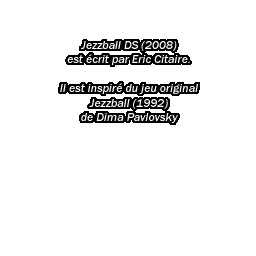 Jezzball DS (2008)
est écrit par Eric Citaire.
Il est inspiré du jeu original
Jezzball (1992)
de Dima Pavlovsky